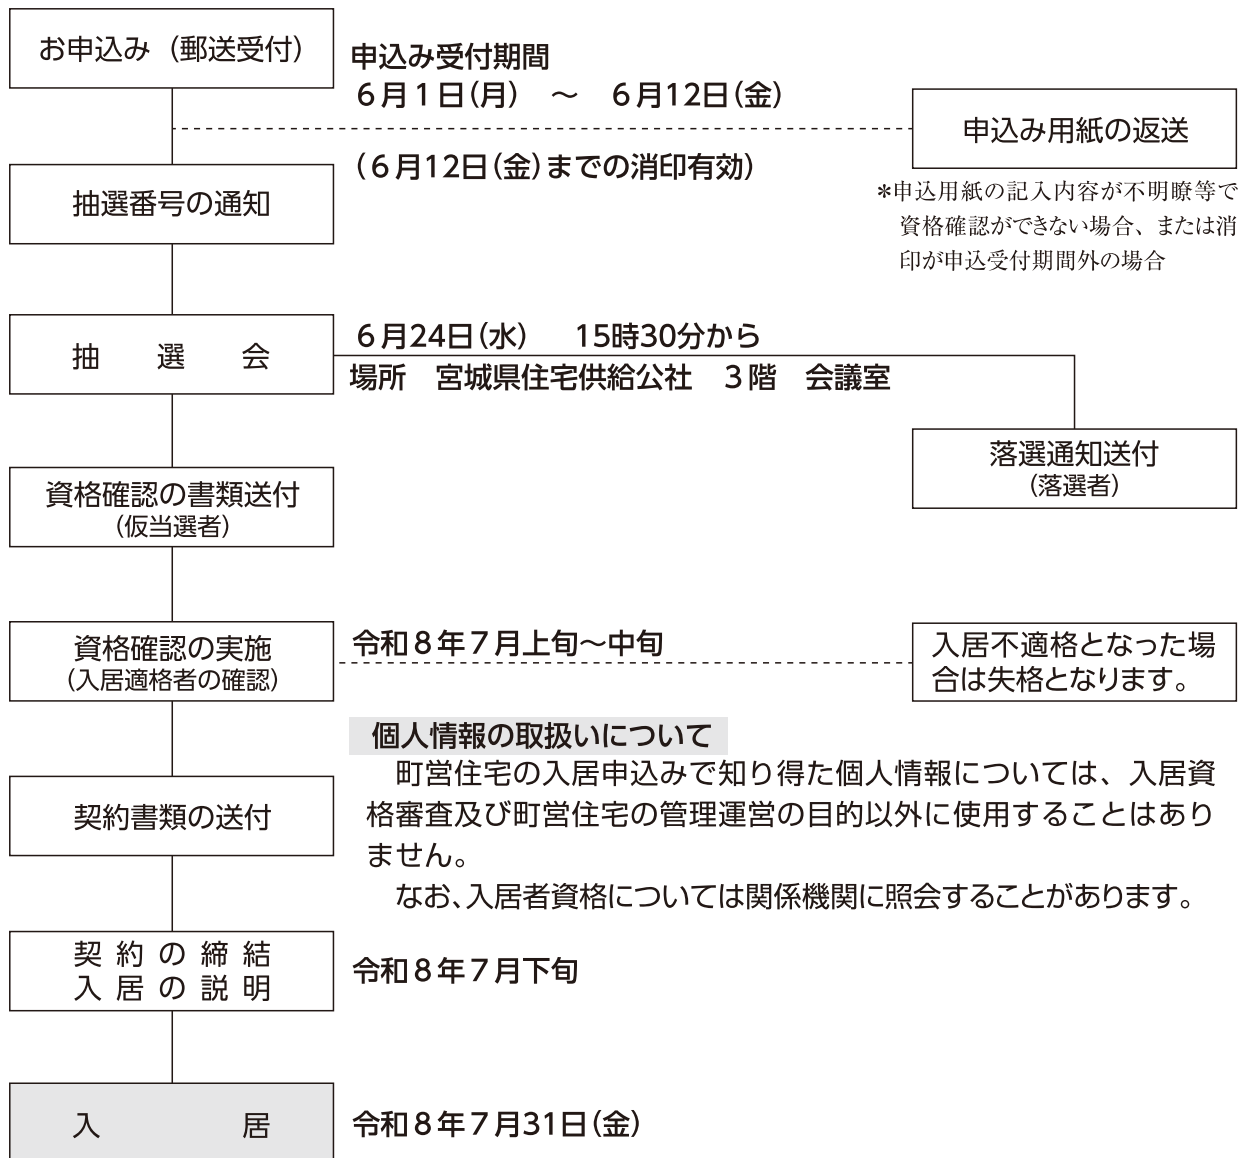 お申込み（郵送受付）
申込み受付期間
６月１日（月）　～　６月12日（金）
申込み用紙の返送
（６月12日（金）までの消印有効）
抽選番号の通知
＊申込用紙の記入内容が不明瞭等で
資格確認ができない場合、または消
印が申込受付期間外の場合
抽　選　会
６月24日（水）　15時30分から
場所　宮城県住宅供給公社　３階　会議室
落選通知送付
（落選者）
資格確認の書類送付
（仮当選者）
資格確認の実施
（入居適格者の確認）
令和８年７月上旬～中旬
入居不適格となった場
合は失格となります。
個人情報の取扱いについて
町営住宅の入居申込みで知り得た個人情報については、入居資
格審査及び町営住宅の管理運営の目的以外に使用することはあり
ません。
なお、入居者資格については関係機関に照会することがあります。
契約書類の送付
契約の締結
入居の説明
令和８年７月下旬
入　居
令和８年７月31日（金）